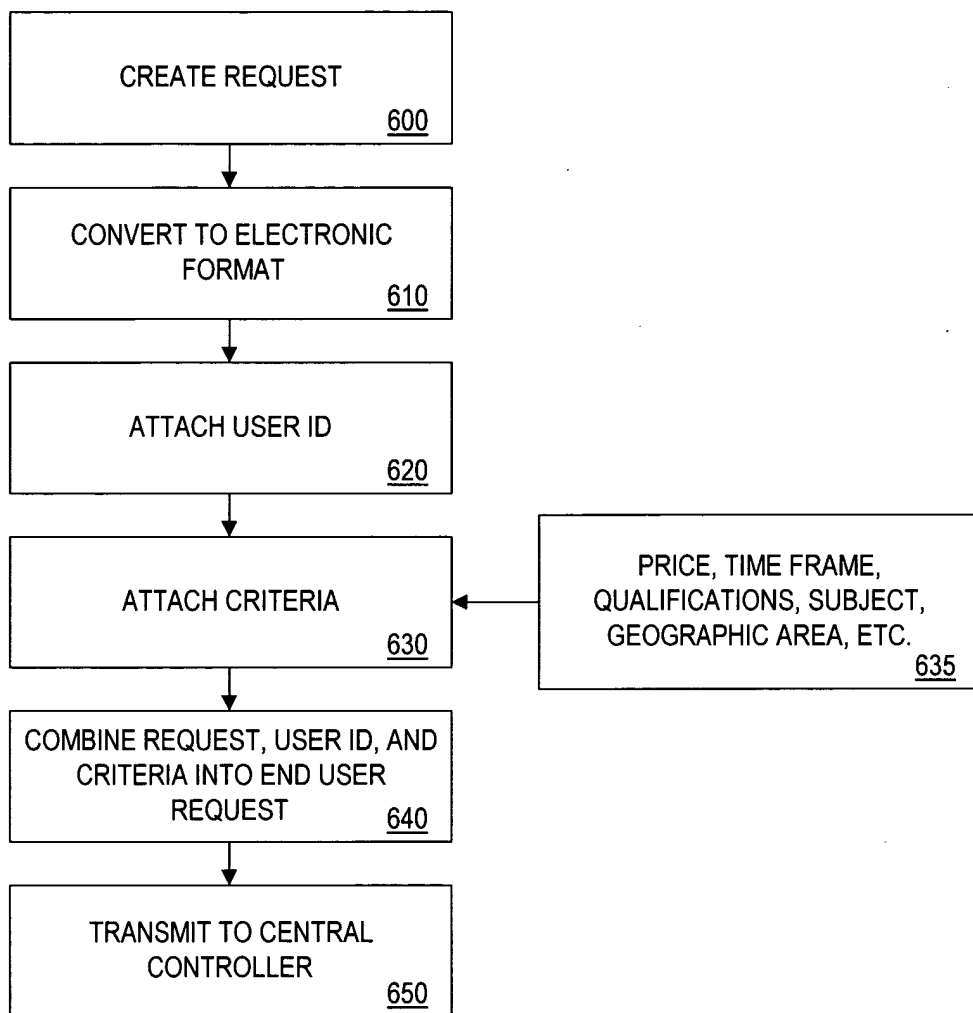 CREATE REQUEST
600
CONVERT TO ELECTRONIC
FORMAT
610
ATTACH USER ID
620
ATTACH CRITERIA
630
PRICE, TIME FRAME,
QUALIFICATIONS, SUBJECT,
GEOGRAPHIC AREA, ETC.
635
COMBINE REQUEST, USER ID, AND
CRITERIA INTO END USER
REQUEST
640
TRANSMIT TO CENTRAL
CONTROLLER
650